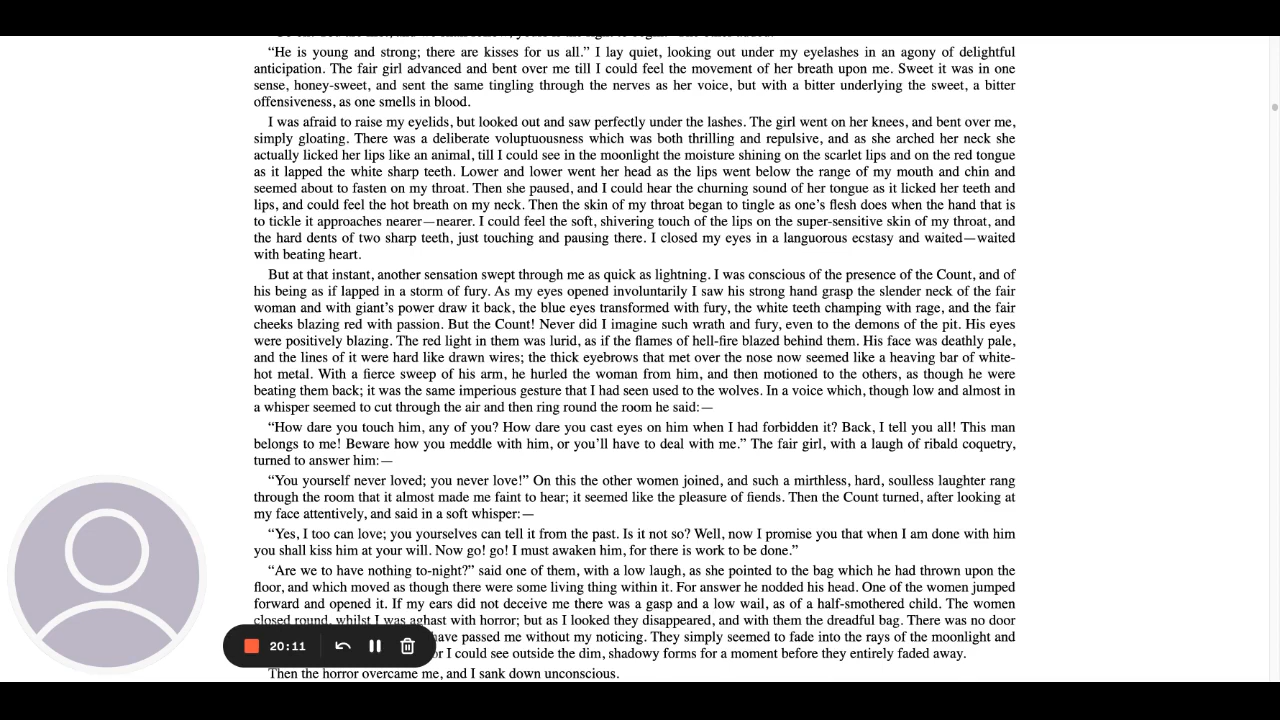 “He is young and strong; there are kisses for us all.” I lay quiet, looking out under my eyelashes in an agony of delightful
anticipation. The fair girl advanced and bent over me till I could feel the movement of her breath upon me. Sweet it was in one
sense, honey-sweet, and sent the same tingling through the nerves as her voice, but with a bitter underlying the sweet, a bitter
offensiveness, as one smells in blood.
I was afraid to raise my eyelids, but looked out and saw perfectly under the lashes. The girl went on her knees, and bent over me,
simply gloating. There was a deliberate voluptuousness which was both thrilling and repulsive, and as she arched her neck she
actually licked her lips like an animal, till I could see in the moonlight the moisture shining on the scarlet lips and on the red tongue
as it lapped the white sharp teeth. Lower and lower went her head as the lips went below the range of my mouth and chin and
seemed about to fasten on my throat. Then she paused, and I could hear the churning sound of her tongue as it licked her teeth and
lips, and could feel the hot breath on my neck. Then the skin of my throat began to tingle as one’s flesh does when the hand that is
to tickle it approaches nearer—nearer. I could feel the soft, shivering touch of the lips on the super-sensitive skin of my throat, and
the hard dents of two sharp teeth, just touching and pausing there. I closed my eyes in a languorous ecstasy and waited—waited
with beating heart.
But at that instant, another sensation swept through me as quick as lightning. I was conscious of the presence of the Count, and of
his being as if lapped in a storm of fury. As my eyes opened involuntarily I saw his strong hand grasp the slender neck of the fair
woman and with giant’s power draw it back, the blue eyes transformed with fury, the white teeth champing with rage, and the fair
cheeks blazing red with passion. But the Count! Never did I imagine such wrath and fury, even to the demons of the pit. His eyes
were positively blazing. The red light in them was lurid, as if the flames of hell-fire blazed behind them. His face was deathly pale,
and the lines of it were hard like drawn wires; the thick eyebrows that met over the nose now seemed like a heaving bar of white-
hot metal. With a fierce sweep of his arm, he hurled the woman from him, and then motioned to the others, as though he were
beating them back; it was the same imperious gesture that I had seen used to the wolves. In a voice which, though low and almost in
a whisper seemed to cut through the air and then ring round the room he said:—
“How dare you touch him, any of you? How dare you cast eyes on him when I had forbidden it? Back, I tell you all! This man
belongs to me! Beware how you meddle with him, or you’ll have to deal with me.” The fair girl, with a laugh of ribald coquetry,
turned to answer him:—
“You yourself never loved; you never love!” On this the other women joined, and such a mirthless, hard, soulless laughter rang
through the room that it almost made me faint to hear; it seemed like the pleasure of fiends. Then the Count turned, after looking at
my face attentively, and said in a soft whisper:—
“Yes, I too can love; you yourselves can tell it from the past. Is it not so? Well, now I promise you that when I am done with him
you shall kiss him at your will. Now go! go! I must awaken him, for there is work to be done.”
“Are we to have nothing to-night?” said one of them, with a low laugh, as she pointed to the bag which he had thrown upon the
floor, and which moved as though there were some living thing within it. For answer he nodded his head. One of the women jumped
forward and opened it. If my ears did not deceive me there was a gasp and a low wail, as of a half-smothered child. The women
closed round, whilst I was aghast with horror; but as I looked they disappeared, and with them the dreadful bag. There was no door
have passed me without my noticing. They simply seemed to fade into the rays of the moonlight and
20:11
I could see outside the dim, shadowy forms for a moment before they entirely faded away.
Then the horror overcame me, and I sank down unconscious.